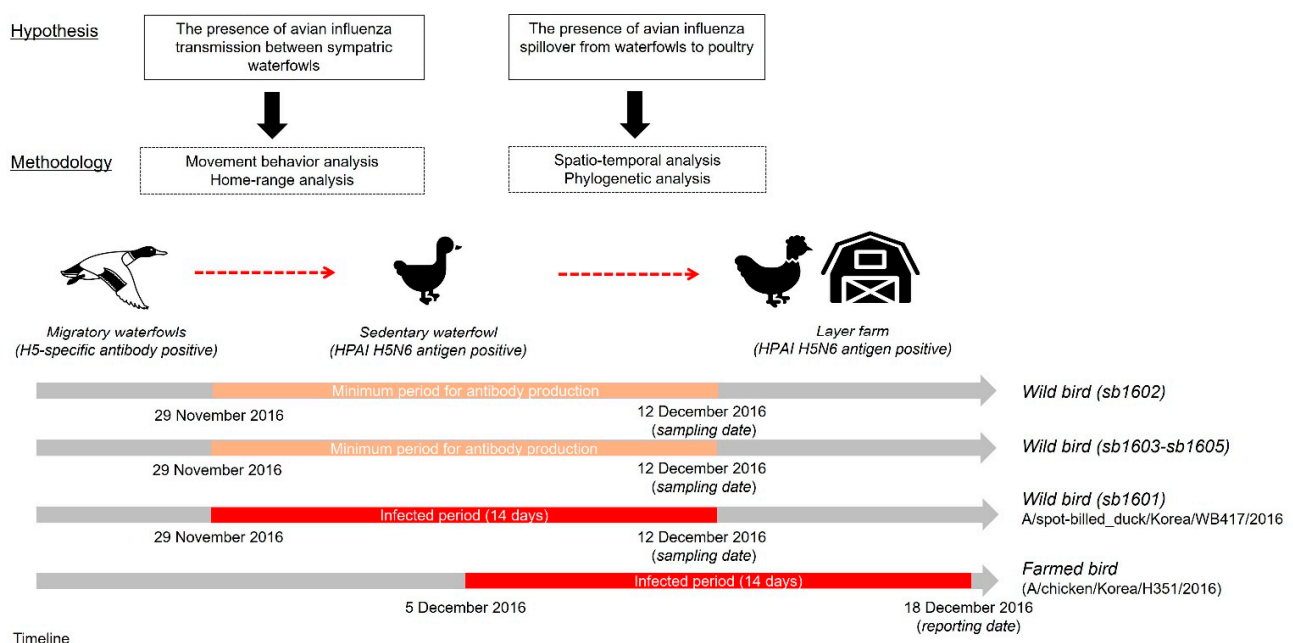 Hypothesis
The presence of avian influenza
transmission between sympatric
waterfowls
The presence of avian influenza
spillover from waterfowls to poultry
Methodology
Movement behavior analysis
Home-range analysis
Spatio-temporal analysis
Phylogenetic analysis
Migratory waterfowls
(H5-specific antibody positive)
Sedentary waterfowl
(HPAI H5N6 antigen positive)
Layer farm
(HPAI H5N6 antigen positive)
Minimum period for antibody production
29 November 2016
12 December 2016
(sampling date)
Wild bird (sb1602)
Minimum period for antibody production
29 November 2016
12 December 2016
(sampling date)
Wild bird (sb1603-sb1605)
Infected period (14 days)
29 November 2016
12 December 2016
(sampling date)
Wild bird (sb1601)
A/spot-billed_duck/Korea/WB417/2016
Infected period (14 days)
5 December 2016
18 December 2016
(reporting date)
Farmed bird
(A/chicken/Korea/H351/2016)
Timeline